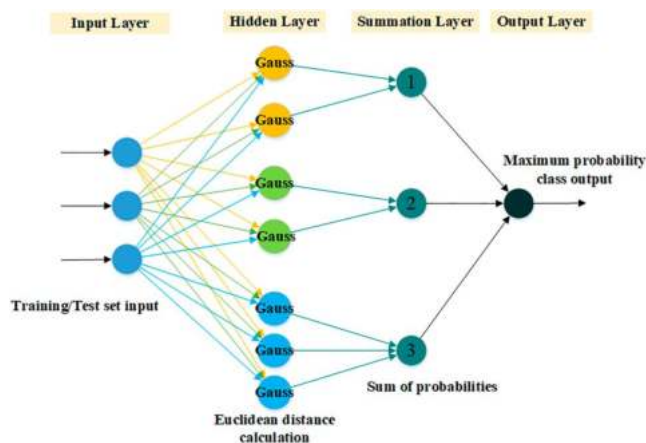 Input Layer
Hidden Layer
Summation Layer
Output Layer
Gauss
1
Gauss
Maximum probability
class output
Gauss
2
Gauss
Training/Test set input
Gauss
Gauss
3
Gauss
Sum of probabilities
Euclidean distance
calculation